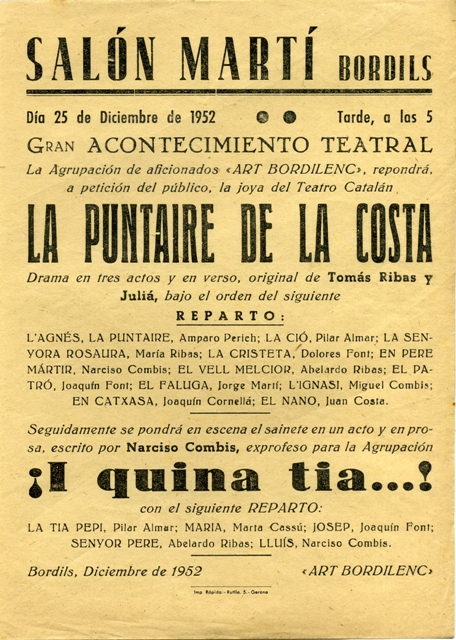 SALÓN MARTÍ BORDILS
Día 25 de Diciembre de 1952 Tarde, a las 5
GRAN ACONTECIMIENTO TEATRAL
La Agrupación de aficionados «ART BORDILENC», repondrá,
a petición del público, la joya del Teatro Catalán
LA PUNTAIRE DE LA COSTA
Drama en tres actos y en verso, original de Tomás Ribas y
Juliá, bajo el orden del siguiente
REPARTO:
L'AGNÉS, LA PUNTAIRE, Amparo Perich; LA CIÓ, Pilar Almar; LA SEN-
YORA ROSAURA, María Ribas; LA CRISTETA, Dolores Font; EN PERE
MÁRTIR, Narciso Combis; EL VELL MELCIOR, Abelardo Ribas; EL PA-
TRÓ, Joaquín Font; EL FALUGA, Jorge Martí; L'IGNASI, Miguel Combis;
EN CATXASA, Joaquín Cornellá; EL NANO, Juan Costa.
Seguidamente se pondrá en escena el sainete en un acto y en pro-
sa, escrito por Narciso Combis, exprofeso para la Agrupación
¡I quina tia...!
con el siguiente REPARTO:
LA TIA PEPI, Pilar Almar; MARIA, Marta Cassú; JOSEP, Joaquín Font;
SENYOR PERE, Abelardo Ribas; LLUÍS, Narciso Combis.
Bordils, Diciembre de 1952 «ART BORDILENC»
Imp. Rápida.-Rutlla, 5.-Gerona